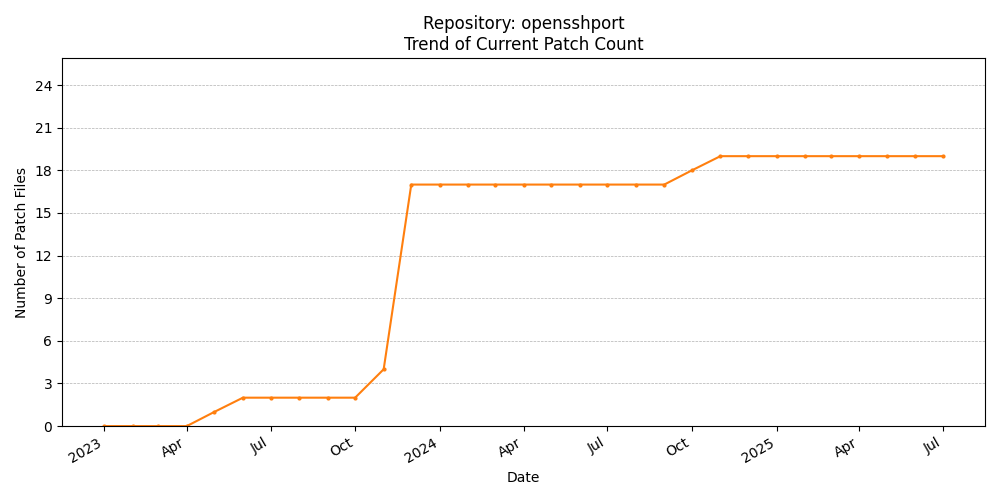 Repository: opensshport
Trend of Current Patch Count
Number of Patch Files
24
21
18
15
12
9
6
3
0
2023
Apr
Jul
Oct
2024
Apr
Jul
Oct
2025
Apr
Jul
Date